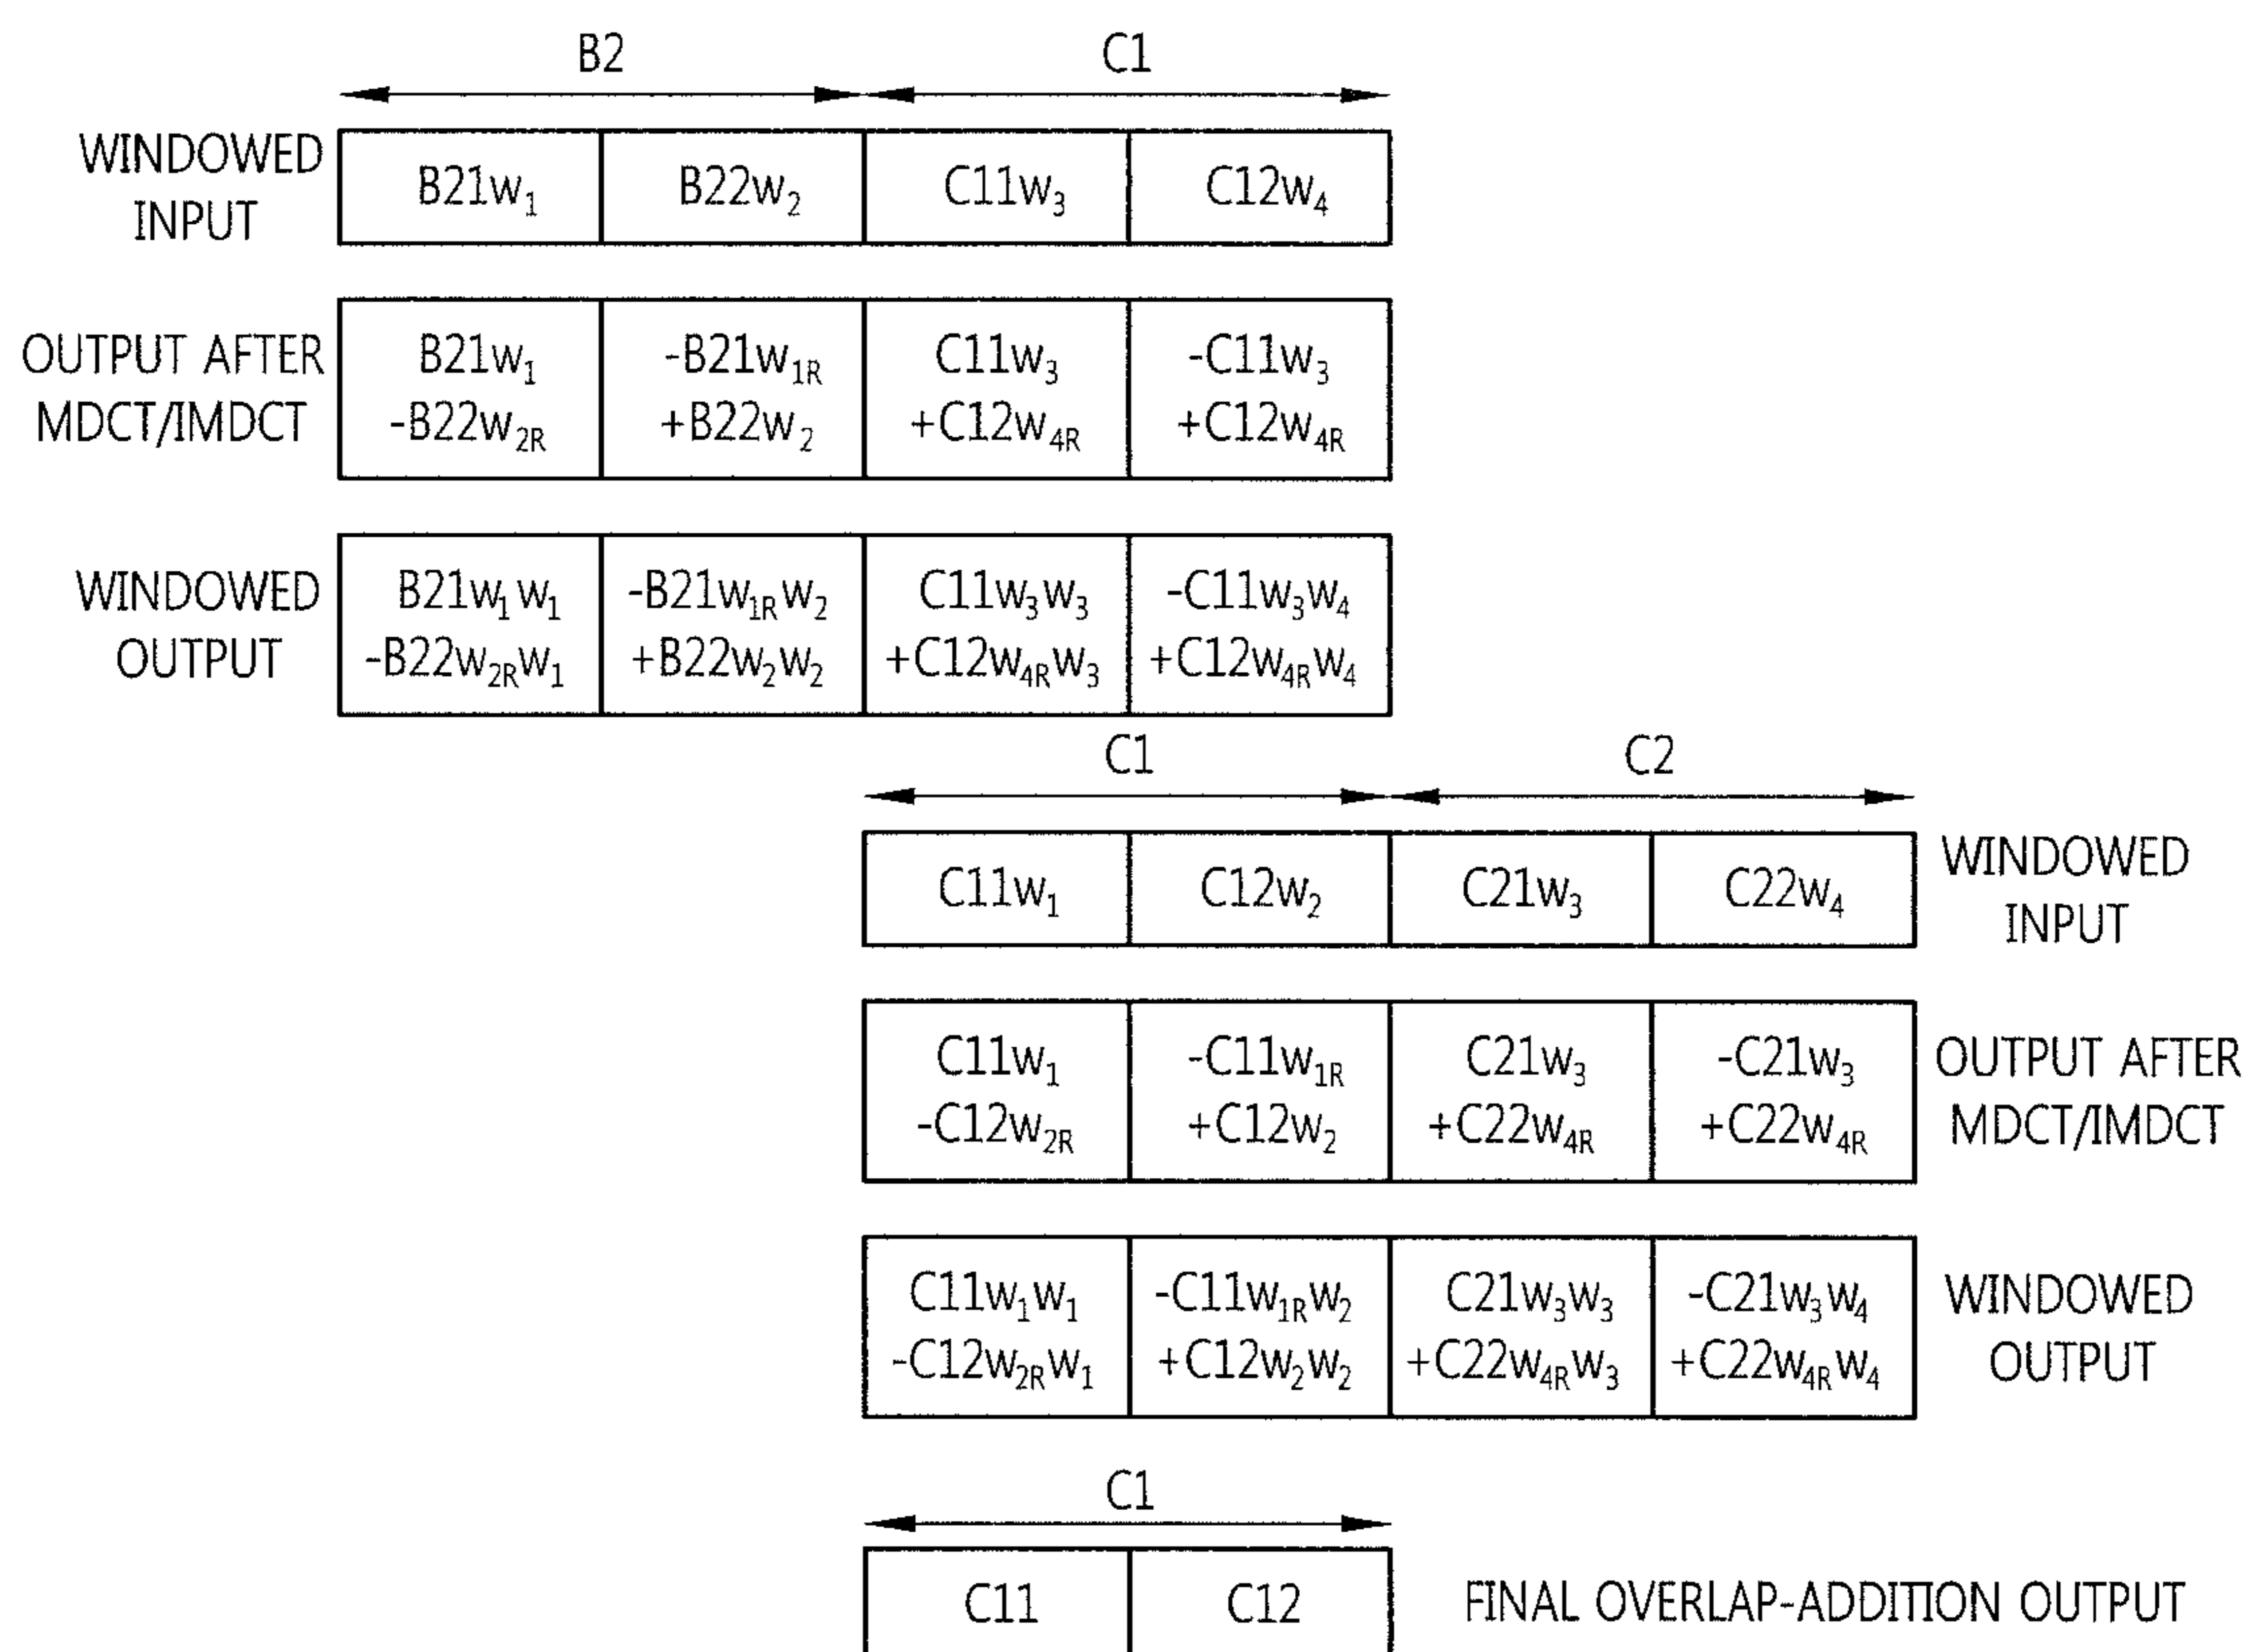 B2 C1
WINDOWED INPUT
B21w₁ B22w₂ C11w₃ C12w₄
OUTPUT AFTER MDCT/IMDCT
B21w₁ -B21w₁R C11w₃ -C11w₃
-B22w₂R +B22w₂ +C12w₄R +C12w₄R
WINDOWED OUTPUT
B21w₁w₁ -B21w₁Rw₂ C11w₃w₃ -C11w₃w₄
-B22w₂Rw₁ +B22w₂w₂ +C12w₄Rw₃ +C12w₄Rw₄
C1 C2
C11w₁ C12w₂ C21w₃ C22w₄
WINDOWED INPUT
C11w₁ -C11w₁R C21w₃ -C21w₃
-C12w₂R +C12w₂ +C22w₄R +C22w₄R
OUTPUT AFTER MDCT/IMDCT
C11w₁w₁ -C11w₁Rw₂ C21w₃w₃ -C21w₃w₄
-C12w₂Rw₁ +C12w₂w₂ +C22w₄Rw₃ +C22w₄Rw₄
WINDOWED OUTPUT
C1
C11 C12 FINAL OVERLAP-ADDITION OUTPUT